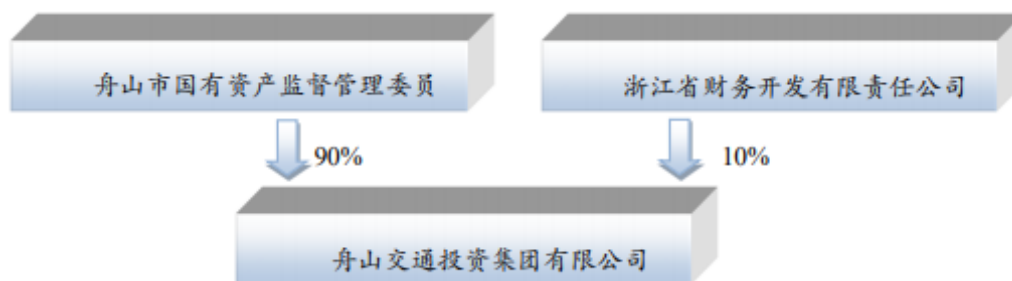 舟山市国有资产监督管理委员
浙江省财务开发有限责任公司
90%
10%
舟山交通投资集团有限公司